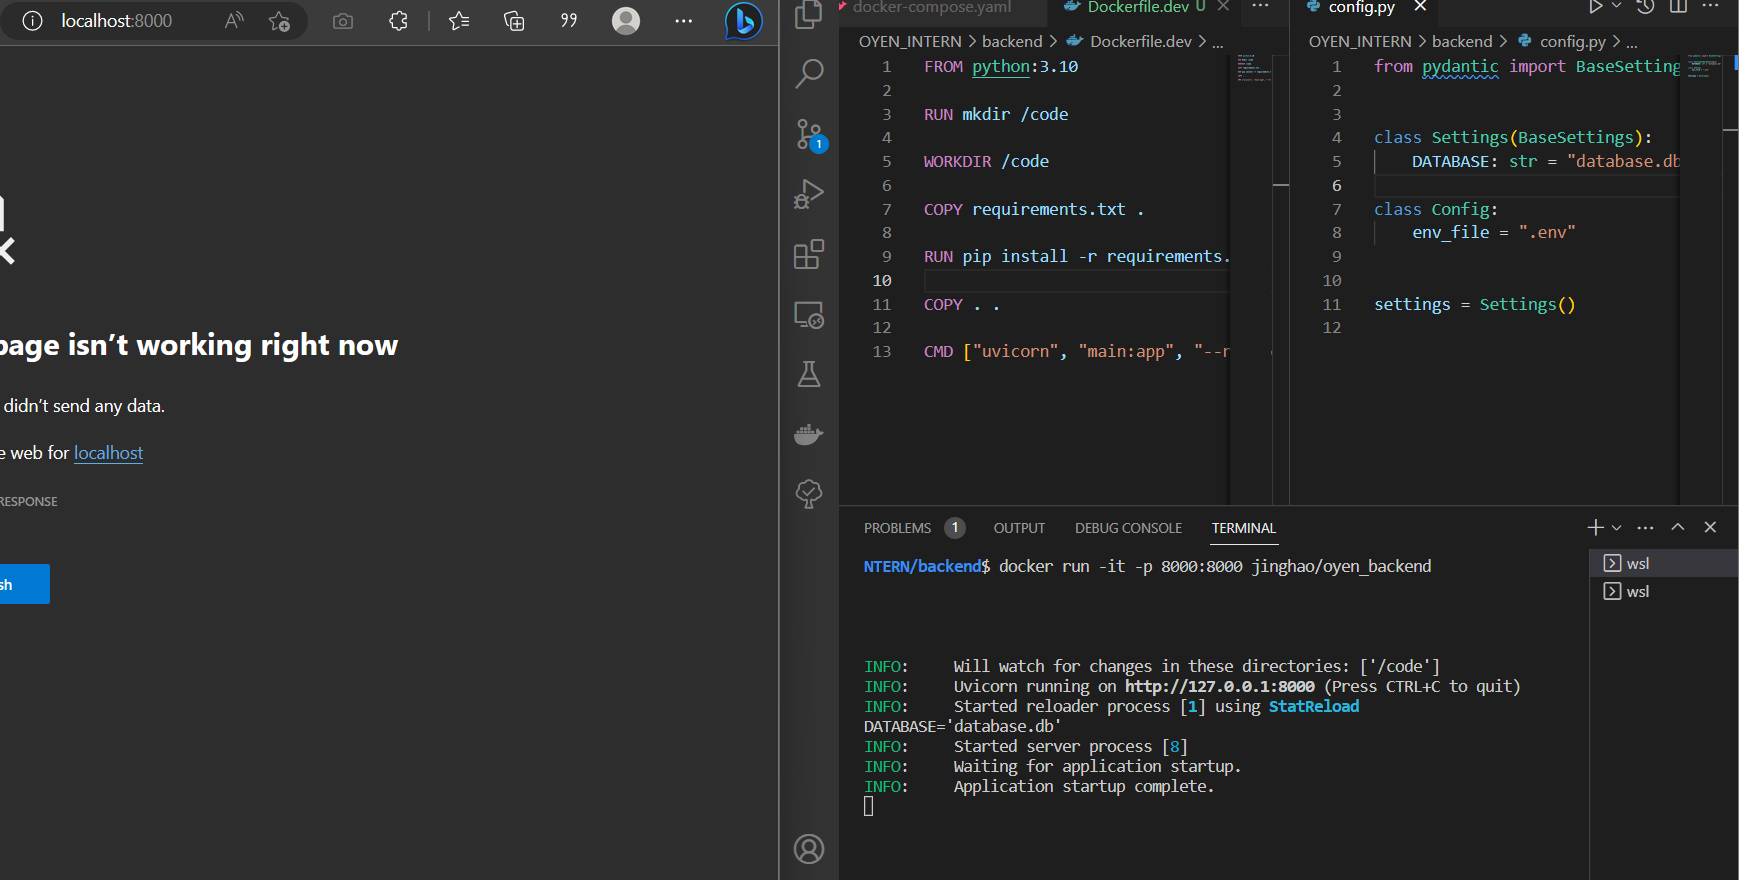 localhost:8000
page isn't working right now
didn't send any data.
e web for localhost
RESPONSE
sh
docker-compose.yaml
Dockerfile.dev U
OYEN_INTERN > backend > Dockerfile.dev > ...
1 FROM python:3.10
2
3 RUN mkdir /code
4
5 WORKDIR /code
6
7 COPY requirements.txt .
8
9 RUN pip install -r requirements.
10
11 COPY . .
12
13 CMD ["uvicorn", "main:app", "--r
config.py
OYEN_INTERN > backend > config.py > ...
1 from pydantic import BaseSetting
2
3
4 class Settings(BaseSettings):
5 DATABASE: str = "database.db
6
7 class Config:
8 env_file = ".env"
9
10
11 settings = Settings()
12
1
PROBLEMS 1 OUTPUT DEBUG CONSOLE TERMINAL
NTERN/backend$ docker run -it -p 8000:8000 jinghao/oyen_backend
INFO: Will watch for changes in these directories: ['/code']
INFO: Uvicorn running on http://127.0.0.1:8000 (Press CTRL+C to quit)
INFO: Started reloader process [1] using StatReload
DATABASE='database.db'
INFO: Started server process [8]
INFO: Waiting for application startup.
INFO: Application startup complete.
wsl
wsl